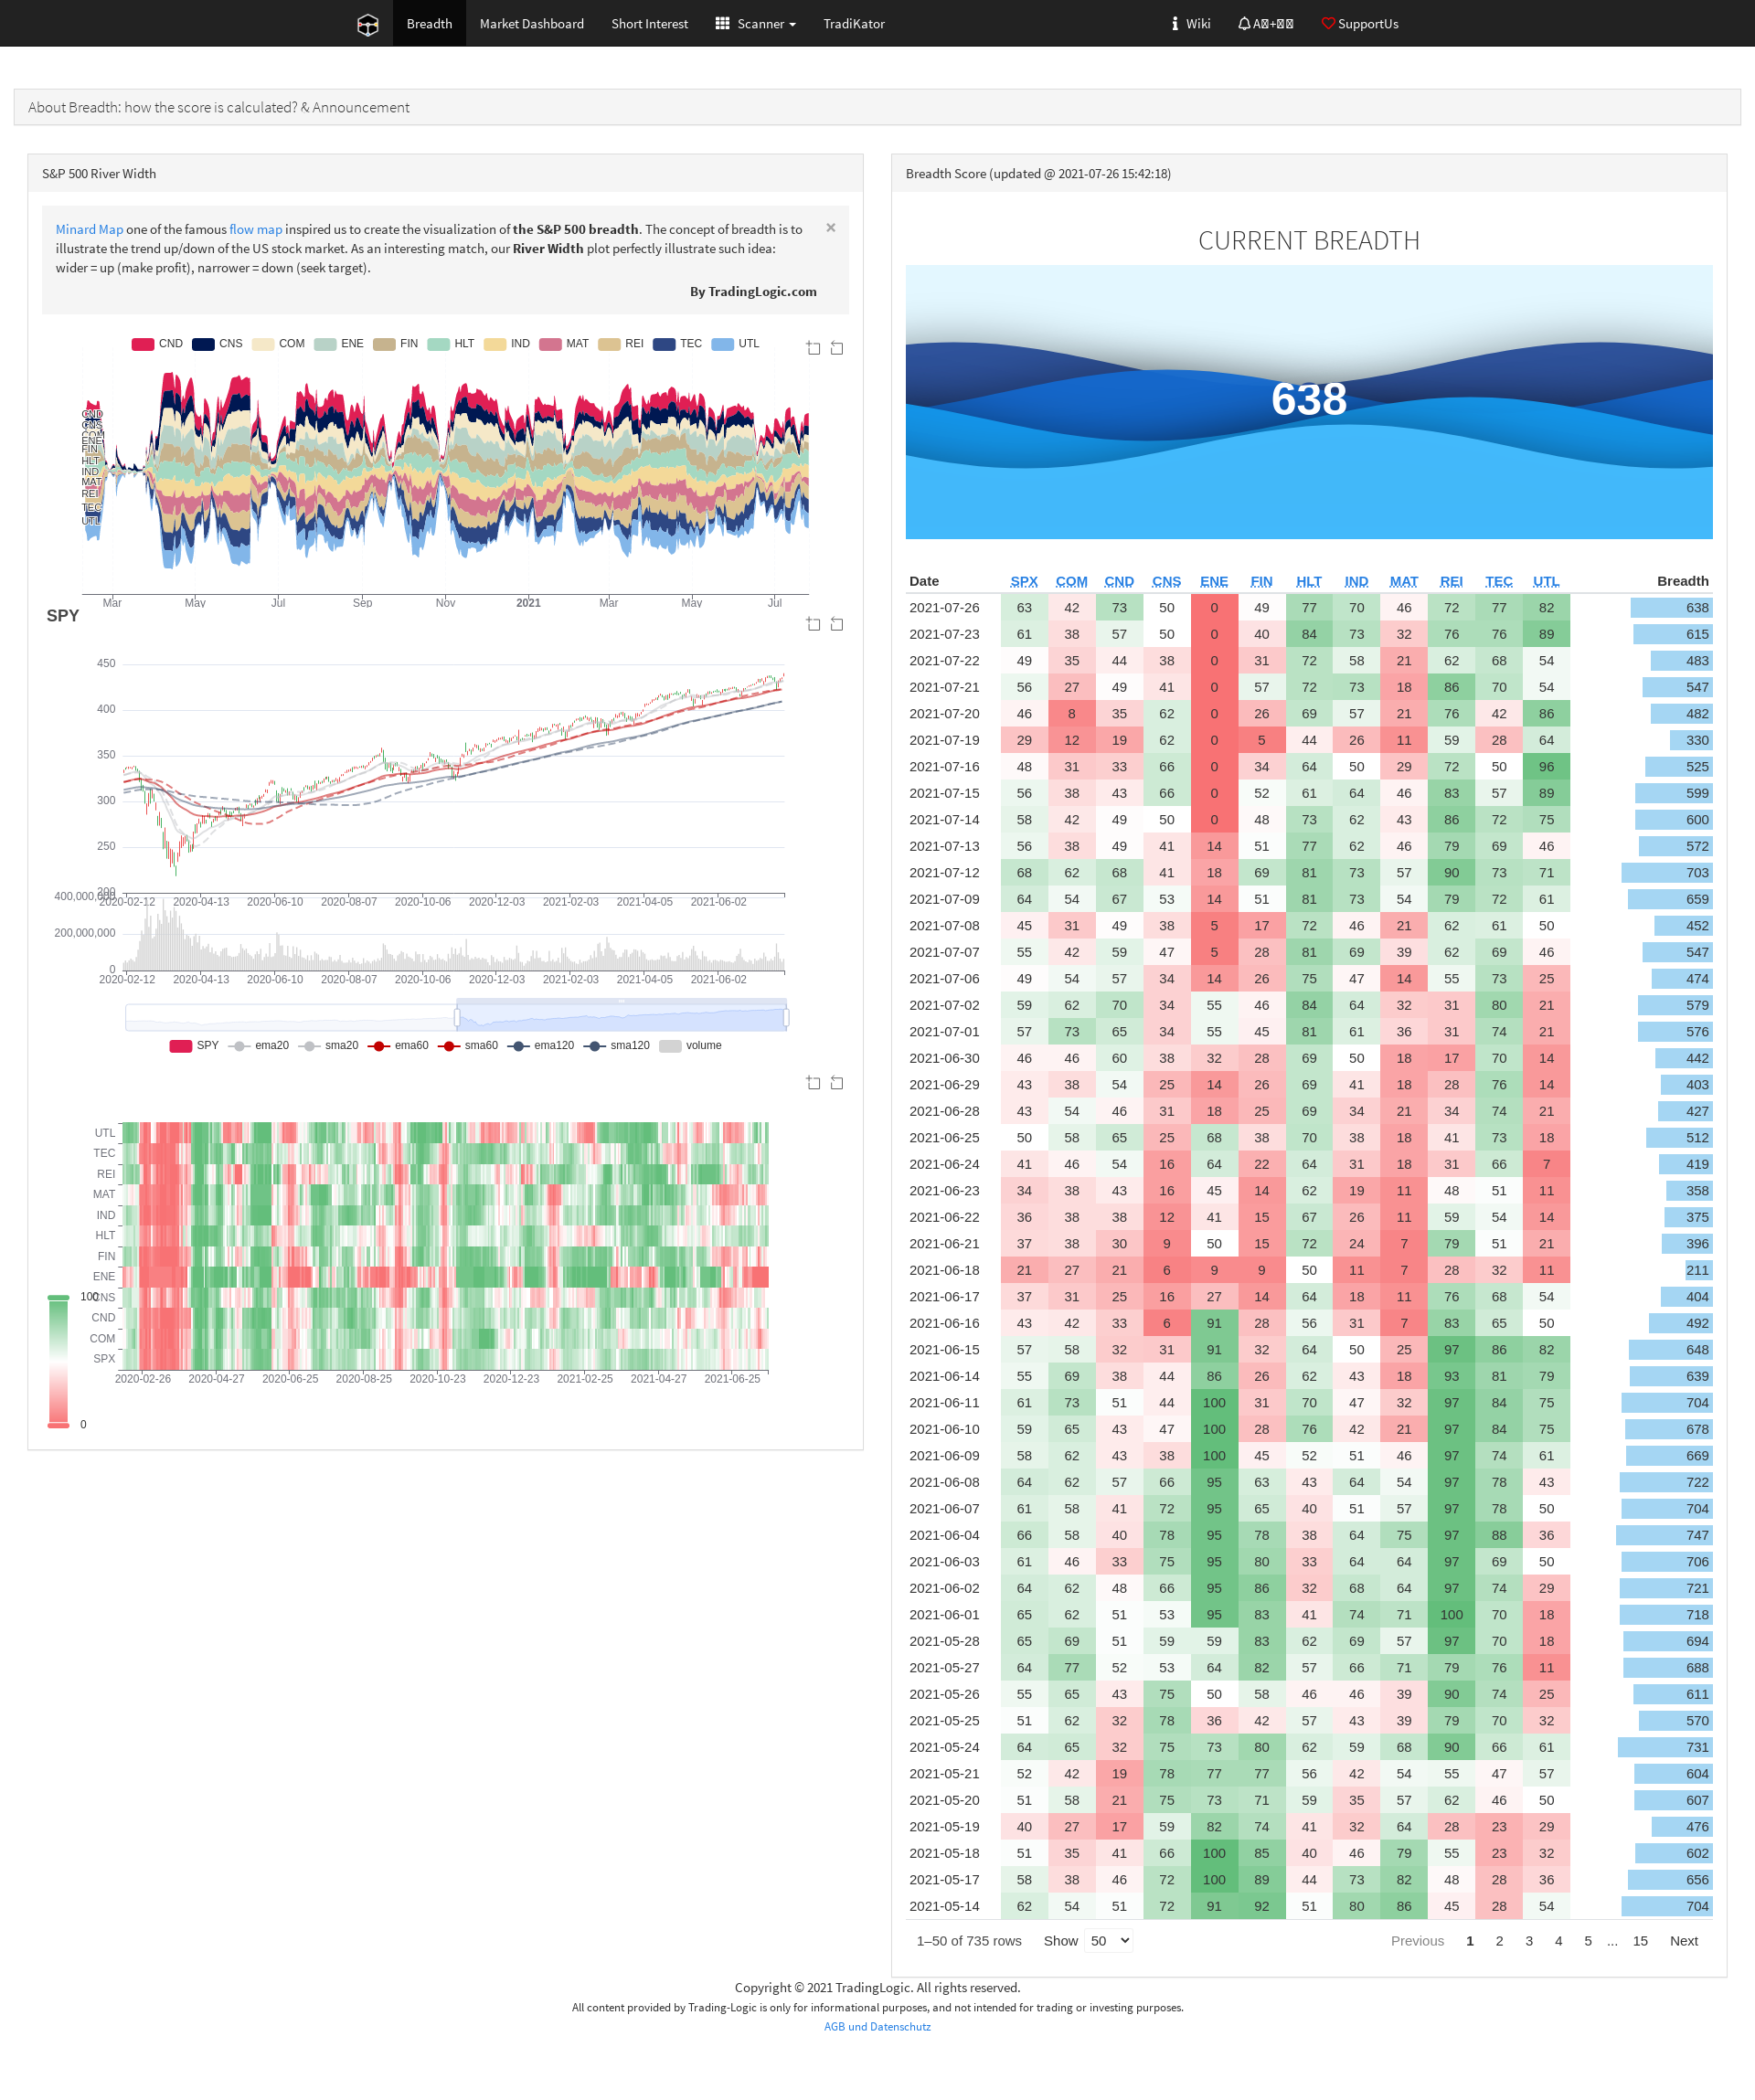 Breadth Market Dashboard Short Interest Scanner TradiKator Wiki SupportUs
About Breadth: how the score is calculated? & Announcement
S&P 500 River Width
Minard Map one of the famous flow map inspired us to create the visualization of the S&P 500 breadth. The concept of breadth is to
illustrate the trend up/down of the US stock market. As an interesting match, our River Width plot perfectly illustrate such idea:
wider = up (make profit), narrower = down (seek target).
By TradingLogic.com
×
CND CNS COM ENE FIN HLT IND MAT REI TEC UTL
CND
CNS
COM
ENE
FIN
HLT
IND
MAT
REI
TEC
UTL
Mar May Jul Sep Nov 2021 Mar May Jul
SPY
450
400
350
300
250
200
2020-02-12 2020-04-13 2020-06-10 2020-08-07 2020-10-06 2020-12-03 2021-02-03 2021-04-05 2021-06-02
400,000,000
200,000,000
0
2020-02-12 2020-04-13 2020-06-10 2020-08-07 2020-10-06 2020-12-03 2021-02-03 2021-04-05 2021-06-02
SPY ema20 sma20 ema60 sma60 ema120 sma120 volume
UTL
TEC
REI
MAT
IND
HLT
FIN
ENE
CNS
CND
COM
SPX
2020-02-26 2020-04-27 2020-06-25 2020-08-25 2020-10-23 2020-12-23 2021-02-25 2021-04-27 2021-06-25
100
0
Breadth Score (updated @ 2021-07-26 15:42:18)
CURRENT BREADTH
638
Date SPX COM CND CNS ENE FIN HLT IND MAT REI TEC UTL Breadth
2021-07-26 63 42 73 50 0 49 77 70 46 72 77 82 638
2021-07-23 61 38 57 50 0 40 84 73 32 76 76 89 615
2021-07-22 49 35 44 38 0 31 72 58 21 62 68 54 483
2021-07-21 56 27 49 41 0 57 72 73 18 86 70 54 547
2021-07-20 46 8 35 62 0 26 69 57 21 76 42 86 482
2021-07-19 29 12 19 62 0 5 44 26 11 59 28 64 330
2021-07-16 48 31 33 66 0 34 64 50 29 72 50 96 525
2021-07-15 56 38 43 66 0 52 61 64 46 83 57 89 599
2021-07-14 58 42 49 50 0 48 73 62 43 86 72 75 600
2021-07-13 56 38 49 41 14 51 77 62 46 79 69 46 572
2021-07-12 68 62 68 41 18 69 81 73 57 90 73 71 703
2021-07-09 64 54 67 53 14 51 81 73 54 79 72 61 659
2021-07-08 45 31 49 38 5 17 72 46 21 62 61 50 452
2021-07-07 55 42 59 47 5 28 81 69 39 62 69 46 547
2021-07-06 49 54 57 34 14 26 75 47 14 55 73 25 474
2021-07-02 59 62 70 34 55 46 84 64 32 31 80 21 579
2021-07-01 57 73 65 34 55 45 81 61 36 31 74 21 576
2021-06-30 46 46 60 38 32 28 69 50 18 17 70 14 442
2021-06-29 43 38 54 25 14 26 69 41 18 28 76 14 403
2021-06-28 43 54 46 31 18 25 69 34 21 34 74 21 427
2021-06-25 50 58 65 25 68 38 70 38 18 41 73 18 512
2021-06-24 41 46 54 16 64 22 64 31 18 31 66 7 419
2021-06-23 34 38 43 16 45 14 62 19 11 48 51 11 358
2021-06-22 36 38 38 12 41 15 67 26 11 59 54 14 375
2021-06-21 37 38 30 9 50 15 72 24 7 79 51 21 396
2021-06-18 21 27 21 6 9 9 50 11 7 28 32 11 211
2021-06-17 37 31 25 16 27 14 64 18 11 76 68 54 404
2021-06-16 43 42 33 6 91 28 56 31 7 83 65 50 492
2021-06-15 57 58 32 31 91 32 64 50 25 97 86 82 648
2021-06-14 55 69 38 44 86 26 62 43 18 93 81 79 639
2021-06-11 61 73 51 44 100 31 70 47 32 97 84 75 704
2021-06-10 59 65 43 47 100 28 76 42 21 97 84 75 678
2021-06-09 58 62 43 38 100 45 52 51 46 97 74 61 669
2021-06-08 64 62 57 66 95 63 43 64 54 97 78 43 722
2021-06-07 61 58 41 72 95 65 40 51 57 97 78 50 704
2021-06-04 66 58 40 78 95 78 38 64 75 97 88 36 747
2021-06-03 61 46 33 75 95 80 33 64 64 97 69 50 706
2021-06-02 64 62 48 66 95 86 32 68 64 97 74 29 721
2021-06-01 65 62 51 53 95 83 41 74 71 100 70 18 718
2021-05-28 65 69 51 59 59 83 62 69 57 97 70 18 694
2021-05-27 64 77 52 53 64 82 57 66 71 79 76 11 688
2021-05-26 55 65 43 75 50 58 46 46 39 90 74 25 611
2021-05-25 51 62 32 78 36 42 57 43 39 79 70 32 570
2021-05-24 64 65 32 75 73 80 62 59 68 90 66 61 731
2021-05-21 52 42 19 78 77 77 56 42 54 55 47 57 604
2021-05-20 51 58 21 75 73 71 59 35 57 62 46 50 607
2021-05-19 40 27 17 59 82 74 41 32 64 28 23 29 476
2021-05-18 51 35 41 66 100 85 40 46 79 55 23 32 602
2021-05-17 58 38 46 72 100 89 44 73 82 48 28 36 656
2021-05-14 62 54 51 72 91 92 51 80 86 45 28 54 704
1–50 of 735 rows Show 50 Previous 1 2 3 4 5 ... 15 Next
Copyright © 2021 TradingLogic. All rights reserved.
All content provided by Trading-Logic is only for informational purposes, and not intended for trading or investing purposes.
AGB und Datenschutz